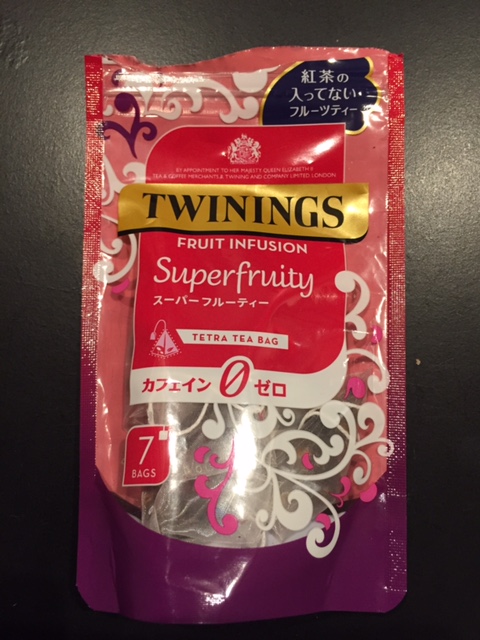 紅茶の
入ってない
フルーツティー
BY APPOINTMENT TO HER MAJESTY QUEEN ELIZABETH II
TEA & COFFEE MERCHANTS R. TWINING AND COMPANY LIMITED LONDON
TWININGS
FRUIT INFUSION
Superfruity
スーパーフルーティー
TETRA TEA BAG
カフェイン0ゼロ
7
BAGS